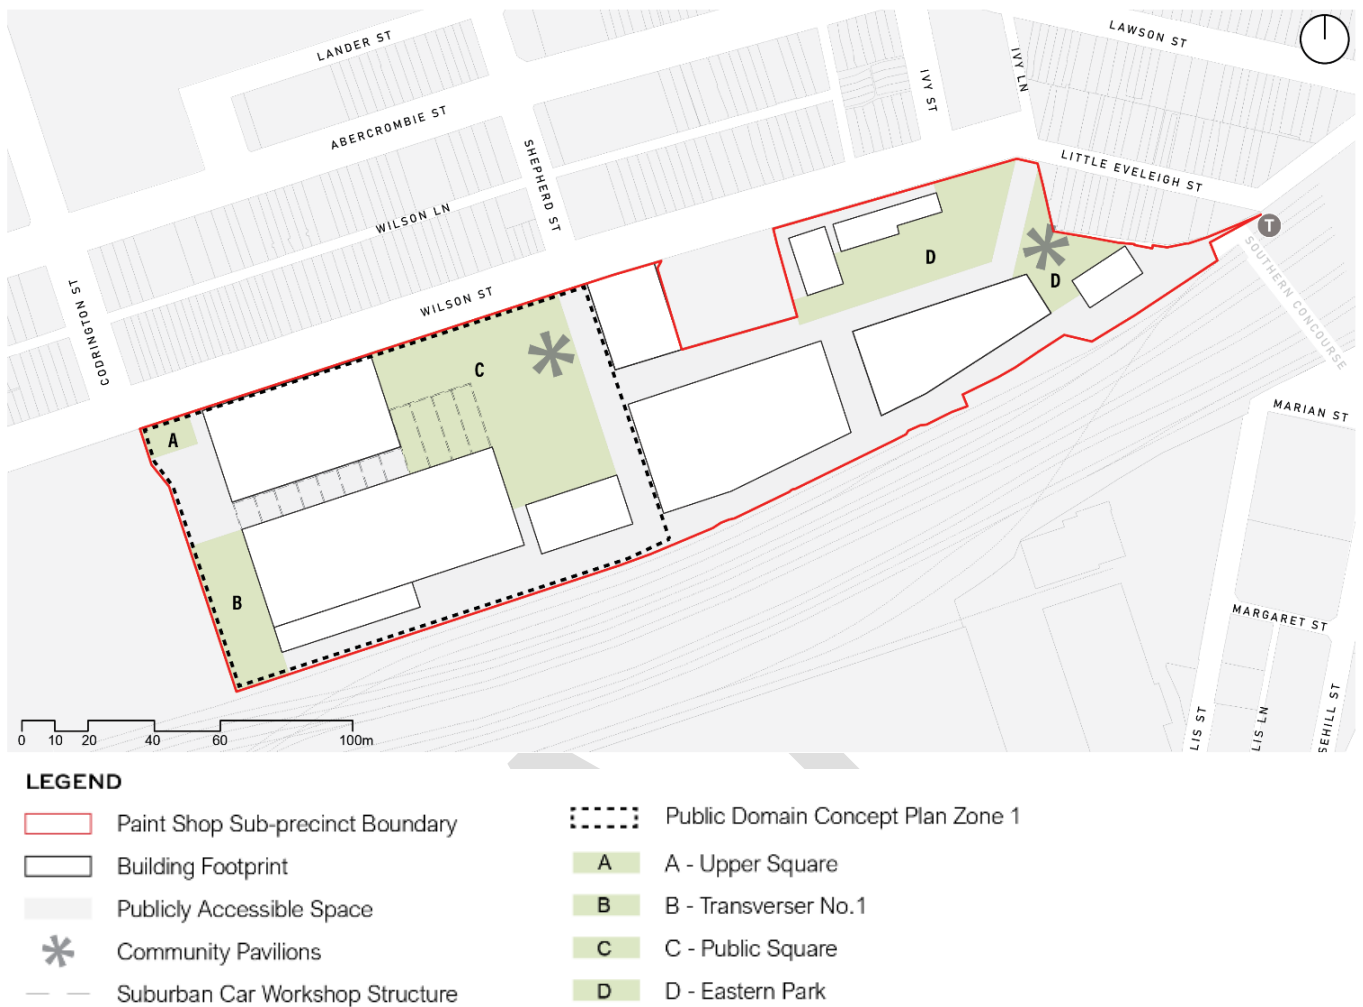 LANDER ST
LAWSON ST
ABERCROMBIE ST
IVY ST
IVY LN
SHEPHERD ST
LITTLE EVELEIGH ST
WILSON LN
T
SOUTHERN CONCOURSE
CODRINGTON ST
WILSON ST
D
D
C
A
B
MARIAN ST
MARGARET ST
LIS ST
LIS LN
SEHILL ST
0 10 20 40 60 100m
LEGEND
Paint Shop Sub-precinct Boundary
Building Footprint
Publicly Accessible Space
Community Pavilions
Suburban Car Workshop Structure
Public Domain Concept Plan Zone 1
A A - Upper Square
B B - Transverser No.1
C C - Public Square
D D - Eastern Park